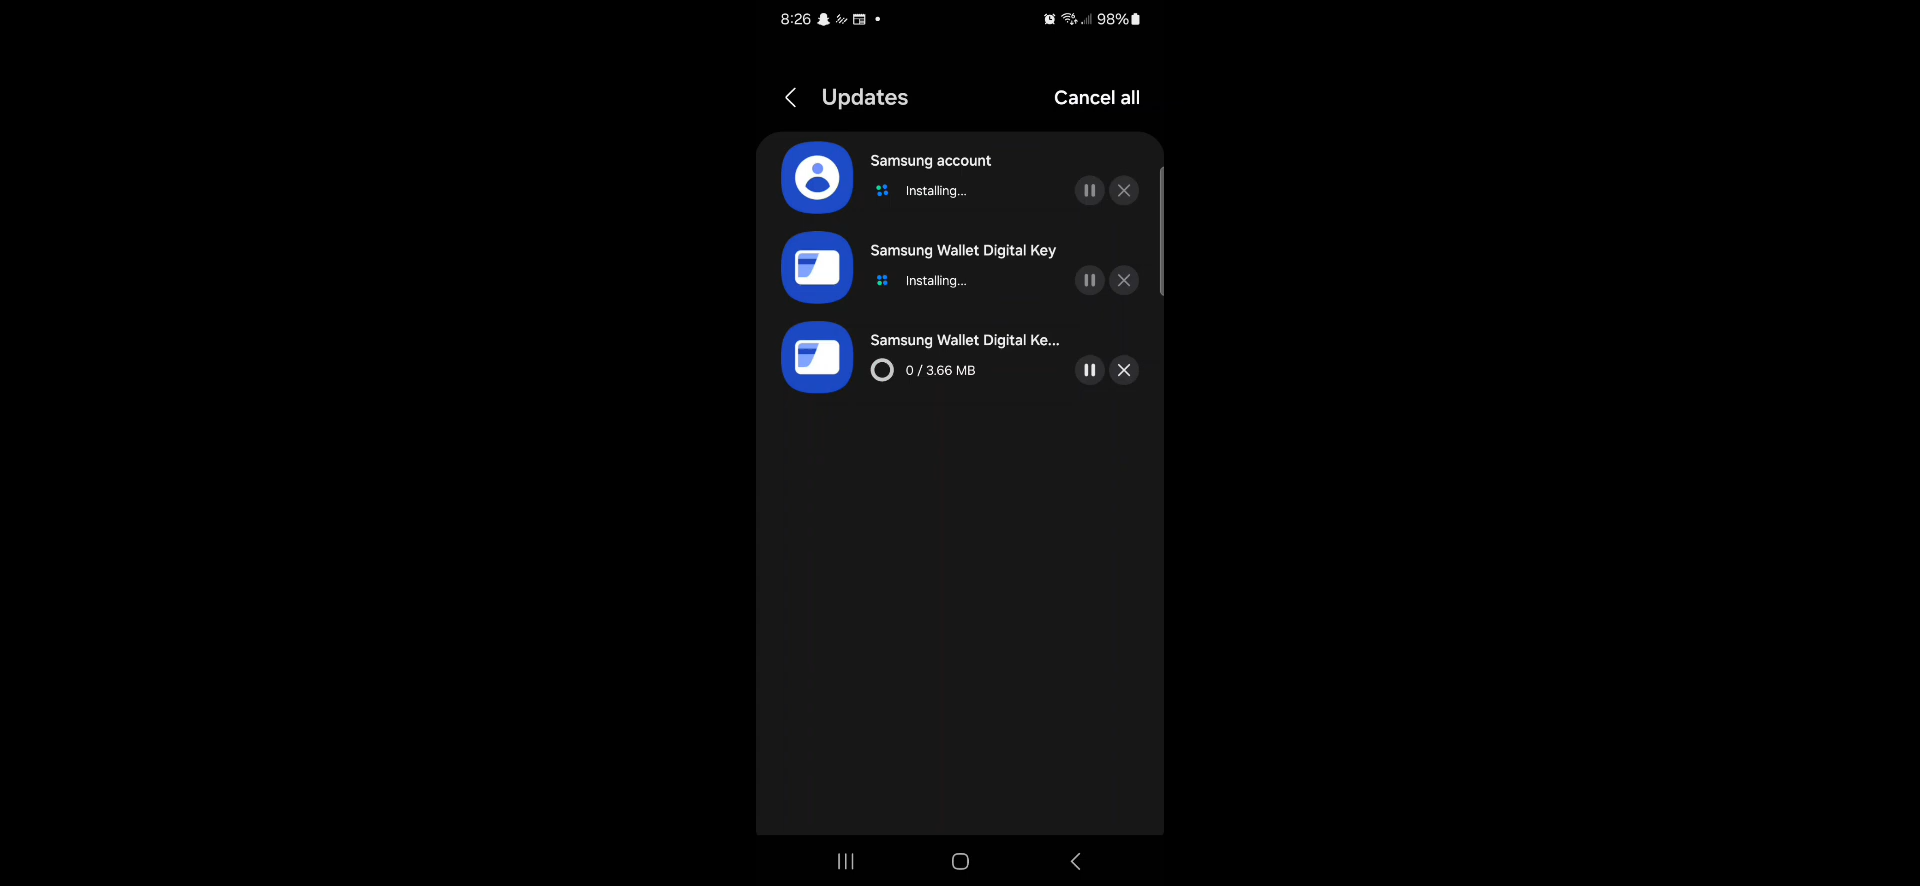 8:26 98%
Updates Cancel all
Samsung account
Installing...
Samsung Wallet Digital Key
Installing...
Samsung Wallet Digital Ke...
0 / 3.66 MB